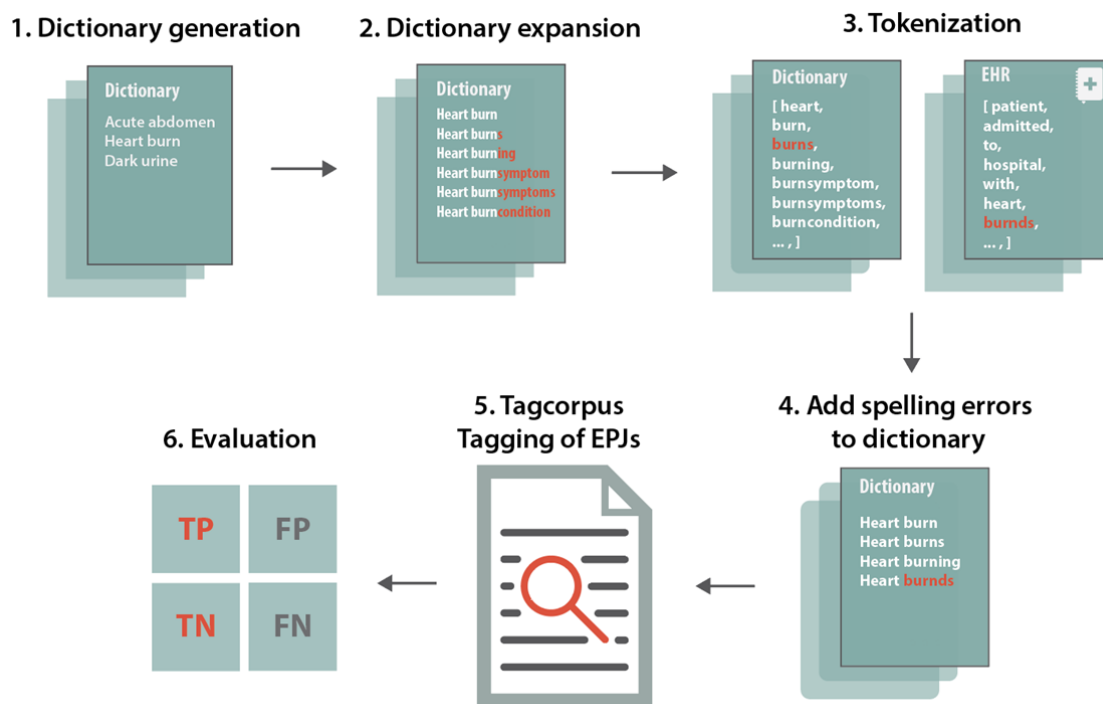 1. Dictionary generation
Dictionary
Acute abdomen
Heart burn
Dark urine
2. Dictionary expansion
Dictionary
Heart burn
Heart burns
Heart burning
Heart burnsymptom
Heart burnsymptoms
Heart burncondition
3. Tokenization
Dictionary
[ heart,
burn,
burns,
burning,
burnsymptom,
burnsymptoms,
burncondition,
... , ]
EHR
[ patient,
admitted,
to,
hospital,
with,
heart,
burnds,
... , ]
4. Add spelling errors
to dictionary
Dictionary
Heart burn
Heart burns
Heart burning
Heart burnds
5. Tagcorpus
Tagging of EPJs
6. Evaluation
TP FP
TN FN